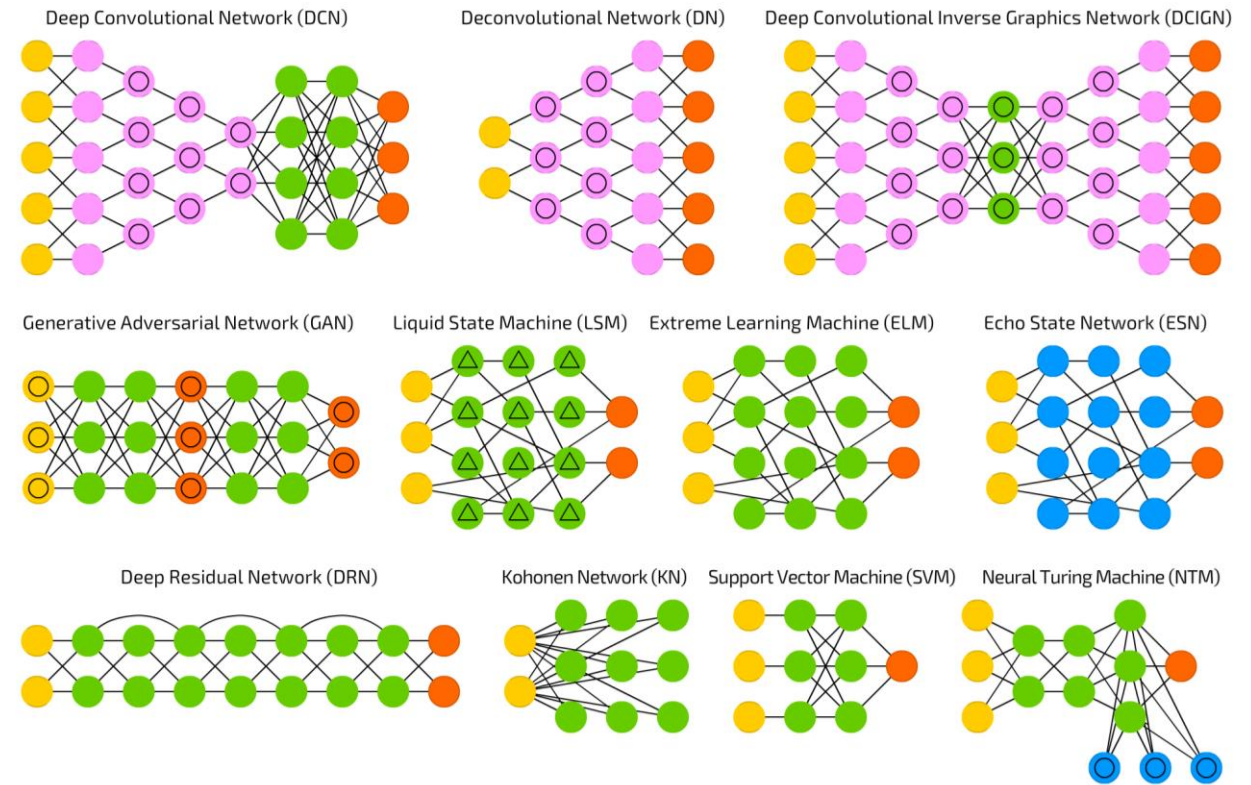 Deep Convolutional Network (DCN)
Deconvolutional Network (DN)
Deep Convolutional Inverse Graphics Network (DCIGN)
Generative Adversarial Network (GAN)
Liquid State Machine (LSM)
Extreme Learning Machine (ELM)
Echo State Network (ESN)
Deep Residual Network (DRN)
Kohonen Network (KN)
Support Vector Machine (SVM)
Neural Turing Machine (NTM)